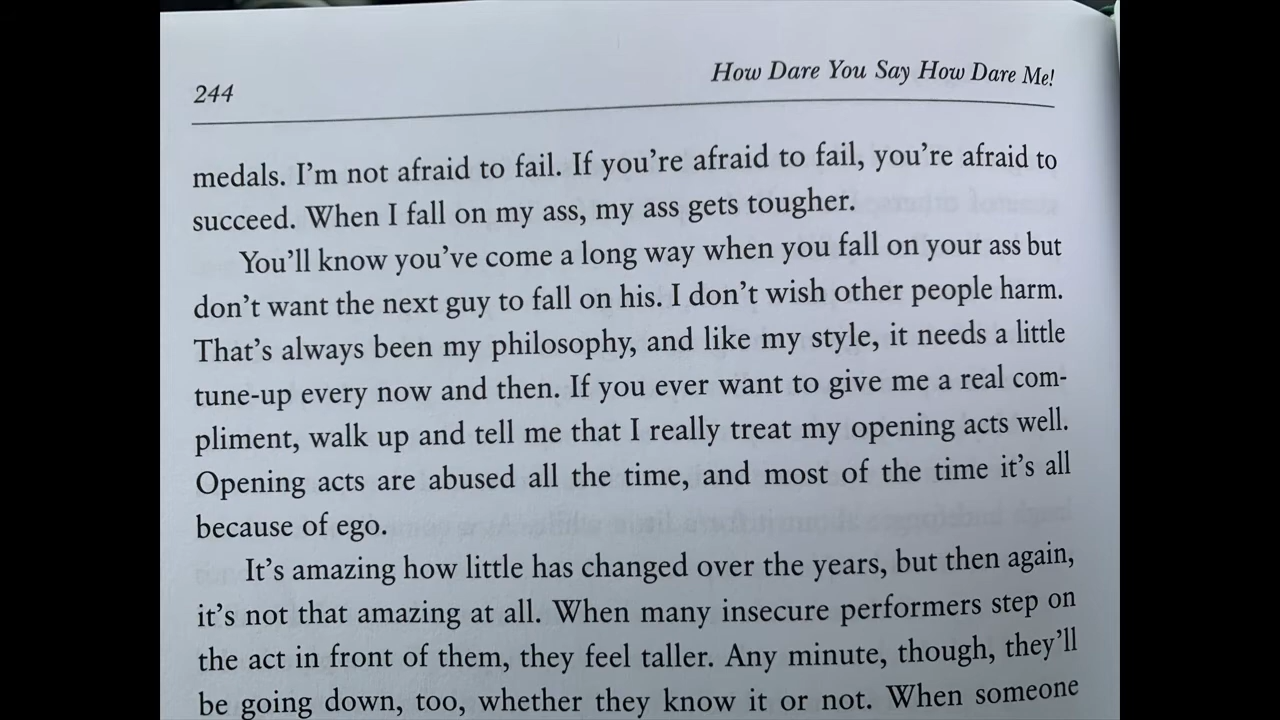 244
How Dare You Say How Dare Me!
medals. I'm not afraid to fail. If you're afraid to fail, you're afraid to
succeed. When I fall on my ass, my ass gets tougher.
You'll know you've come a long way when you fall on your ass but
don't want the next guy to fall on his. I don't wish other people harm.
That's always been my philosophy, and like my style, it needs a little
tune-up every now and then. If you ever want to give me a real com-
pliment, walk up and tell me that I really treat my opening acts well.
Opening acts are abused all the time, and most of the time it's all
because of ego.
It's amazing how little has changed over the years, but then again,
it's not that amazing at all. When many insecure performers step on
the act in front of them, they feel taller. Any minute, though, they'll
be going down, too, whether they know it or not. When someone